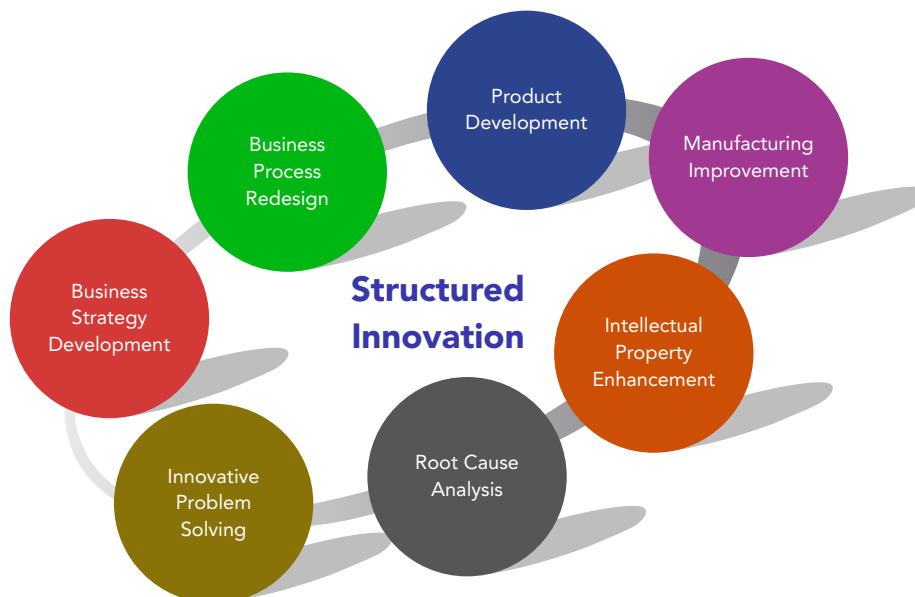 Product
Development
Manufacturing
Improvement
Business
Process
Redesign
Structured
Innovation
Business
Strategy
Development
Intellectual
Property
Enhancement
Root Cause
Analysis
Innovative
Problem
Solving